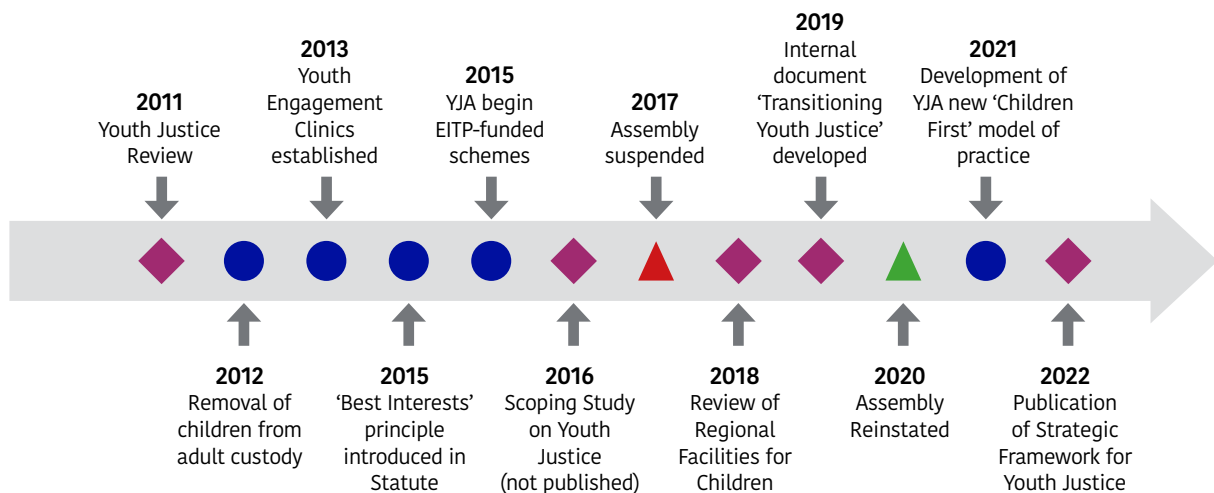 2011
Youth Justice
Review
2013
Youth
Engagement
Clinics
established
2015
YJA begin
EITP-funded
schemes
2017
Assembly
suspended
2019
Internal
document
‘Transitioning
Youth Justice’
developed
2021
Development of
YJA new ‘Children
First’ model of
practice
2012
Removal of
children from
adult custody
2015
‘Best Interests’
principle
introduced in
Statute
2016
Scoping Study
on Youth
Justice
(not published)
2018
Review of
Regional
Facilities for
Children
2020
Assembly
Reinstated
2022
Publication
of Strategic
Framework for
Youth Justice